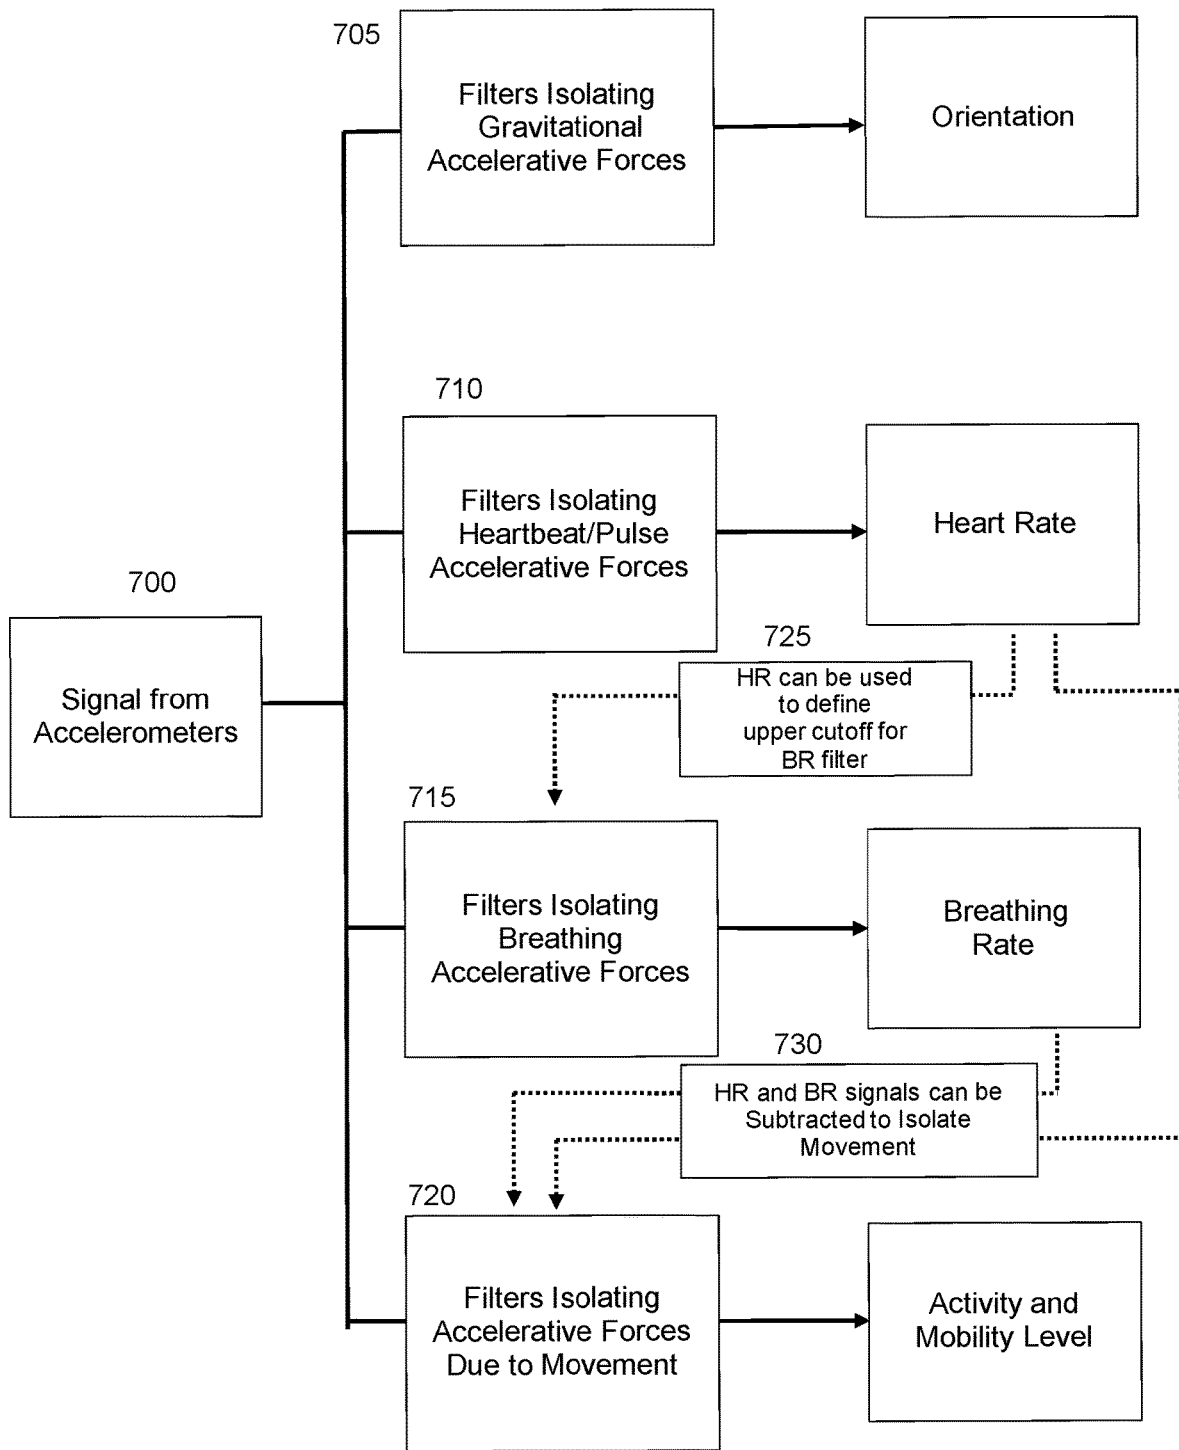 705
Filters Isolating
Gravitational
Accelerative Forces
Orientation
710
Filters Isolating
Heartbeat/Pulse
Accelerative Forces
Heart Rate
700
Signal from
Accelerometers
725
HR can be used
to define
upper cutoff for
BR filter
715
Filters Isolating
Breathing
Accelerative Forces
Breathing
Rate
730
HR and BR signals can be
Subtracted to Isolate
Movement
720
Filters Isolating
Accelerative Forces
Due to Movement
Activity and
Mobility Level